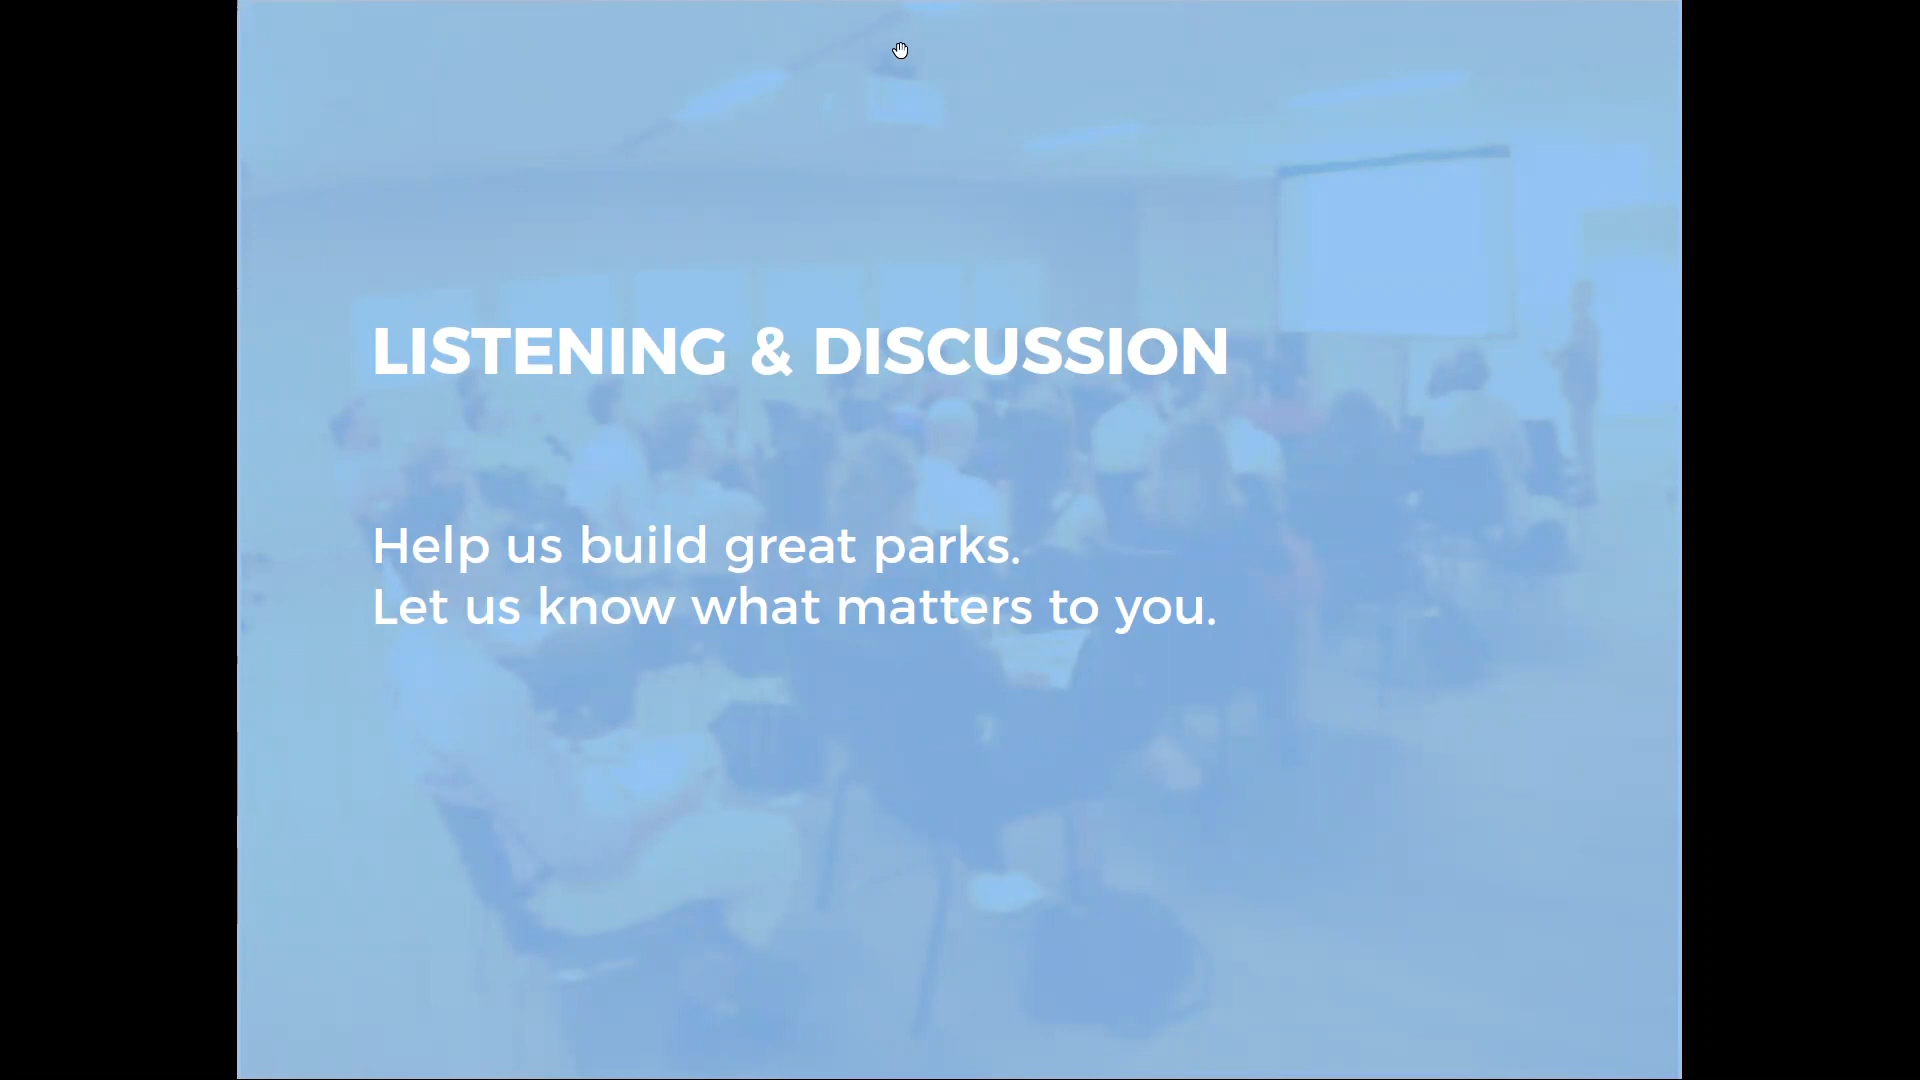 LISTENING & DISCUSSION
Help us build great parks.
Let us know what matters to you.